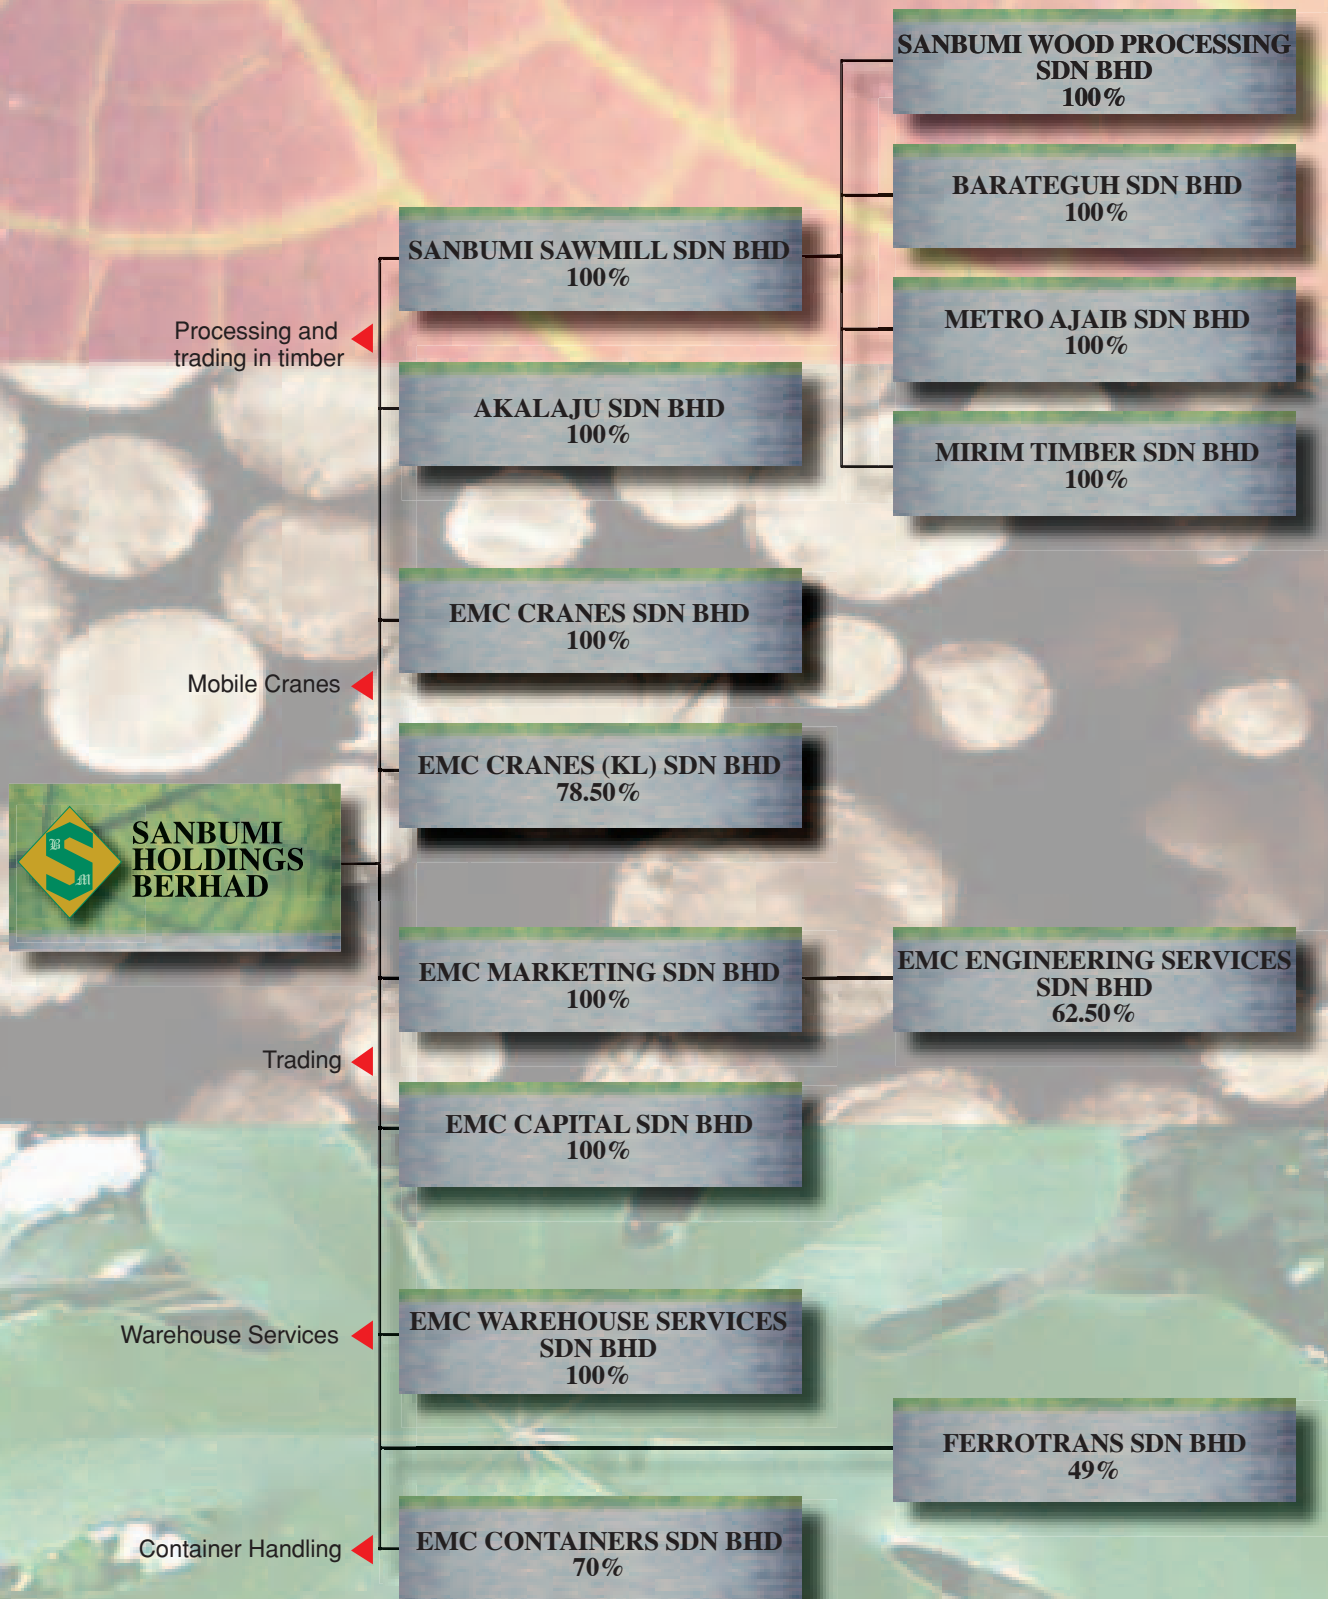 SANBUMI WOOD PROCESSING
SDN BHD
100%
BARATEGUH SDN BHD
100%
SANBUMI SAWMILL SDN BHD
100%
METRO AJAIB SDN BHD
100%
Processing and
trading in timber
AKALAJU SDN BHD
100%
MIRIM TIMBER SDN BHD
100%
EMC CRANES SDN BHD
100%
Mobile Cranes
EMC CRANES (KL) SDN BHD
78.50%
B
S
M
SANBUMI
HOLDINGS
BERHAD
EMC MARKETING SDN BHD
100%
EMC ENGINEERING SERVICES
SDN BHD
62.50%
Trading
EMC CAPITAL SDN BHD
100%
Warehouse Services
EMC WAREHOUSE SERVICES
SDN BHD
100%
FERROTRANS SDN BHD
49%
Container Handling
EMC CONTAINERS SDN BHD
70%